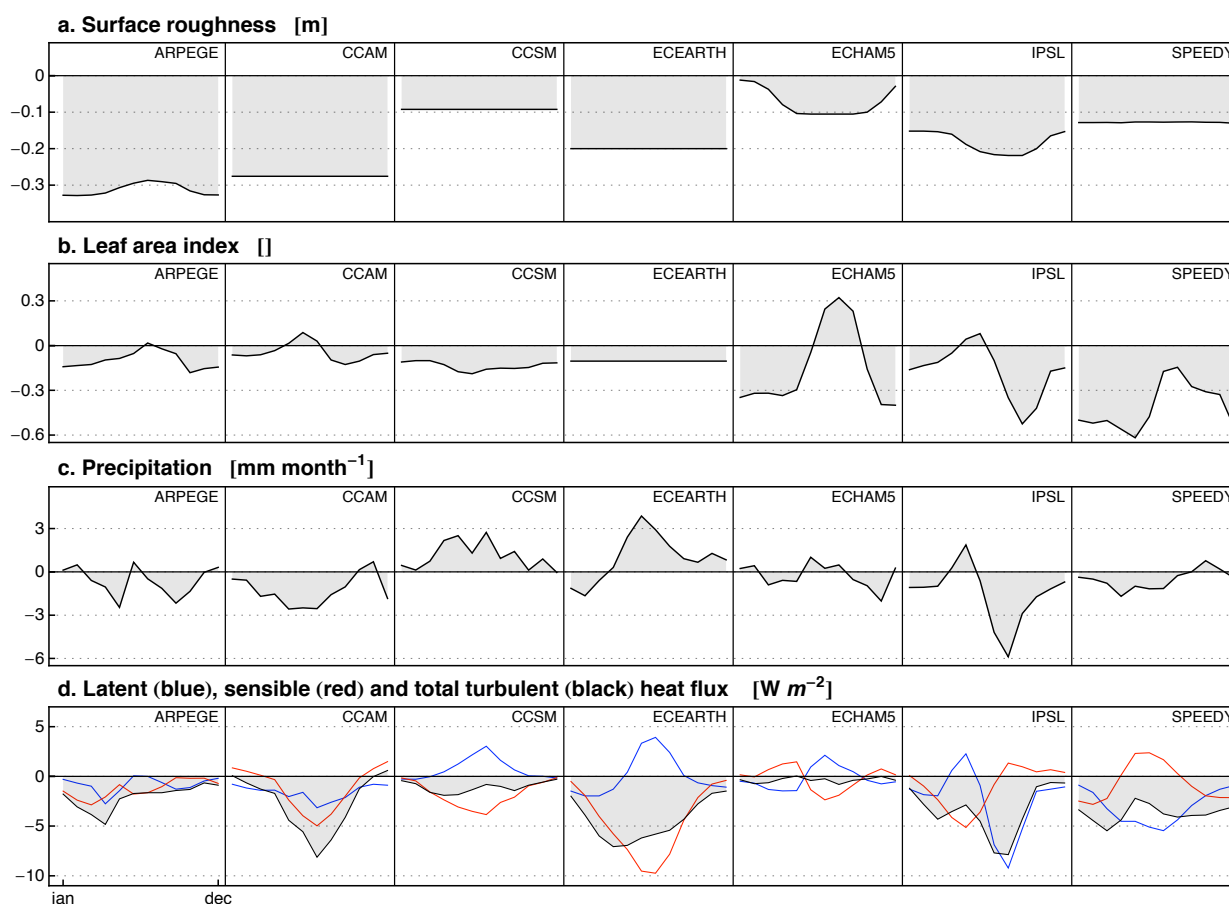 a. Surface roughness [m]
ARPEGE CCAM CCSM ECEARTH ECHAM5 IPSL SPEEDY
0
−0.1
−0.2
−0.3
b. Leaf area index []
ARPEGE CCAM CCSM ECEARTH ECHAM5 IPSL SPEEDY
0.3
0
−0.3
−0.6
c. Precipitation [mm month⁻¹]
ARPEGE CCAM CCSM ECEARTH ECHAM5 IPSL SPEEDY
3
0
−3
−6
d. Latent (blue), sensible (red) and total turbulent (black) heat flux [W m⁻²]
ARPEGE CCAM CCSM ECEARTH ECHAM5 IPSL SPEEDY
5
0
−5
−10
jan dec